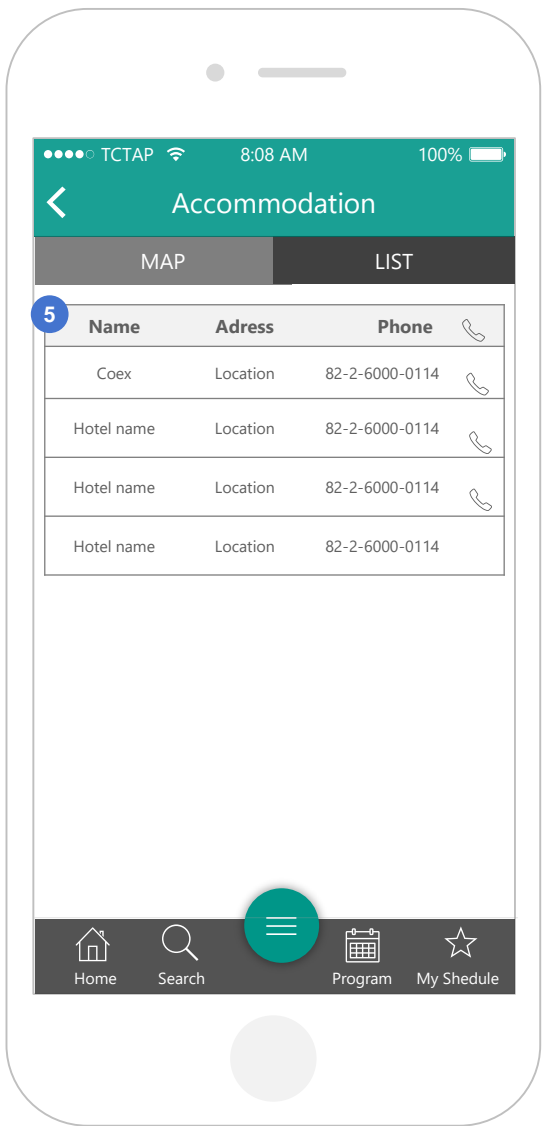 TCTAP 8:08 AM 100%
Accommodation
MAP LIST
5
Name Adress Phone
Coex Location 82-2-6000-0114
Hotel name Location 82-2-6000-0114
Hotel name Location 82-2-6000-0114
Hotel name Location 82-2-6000-0114
Home Search Program My Shedule